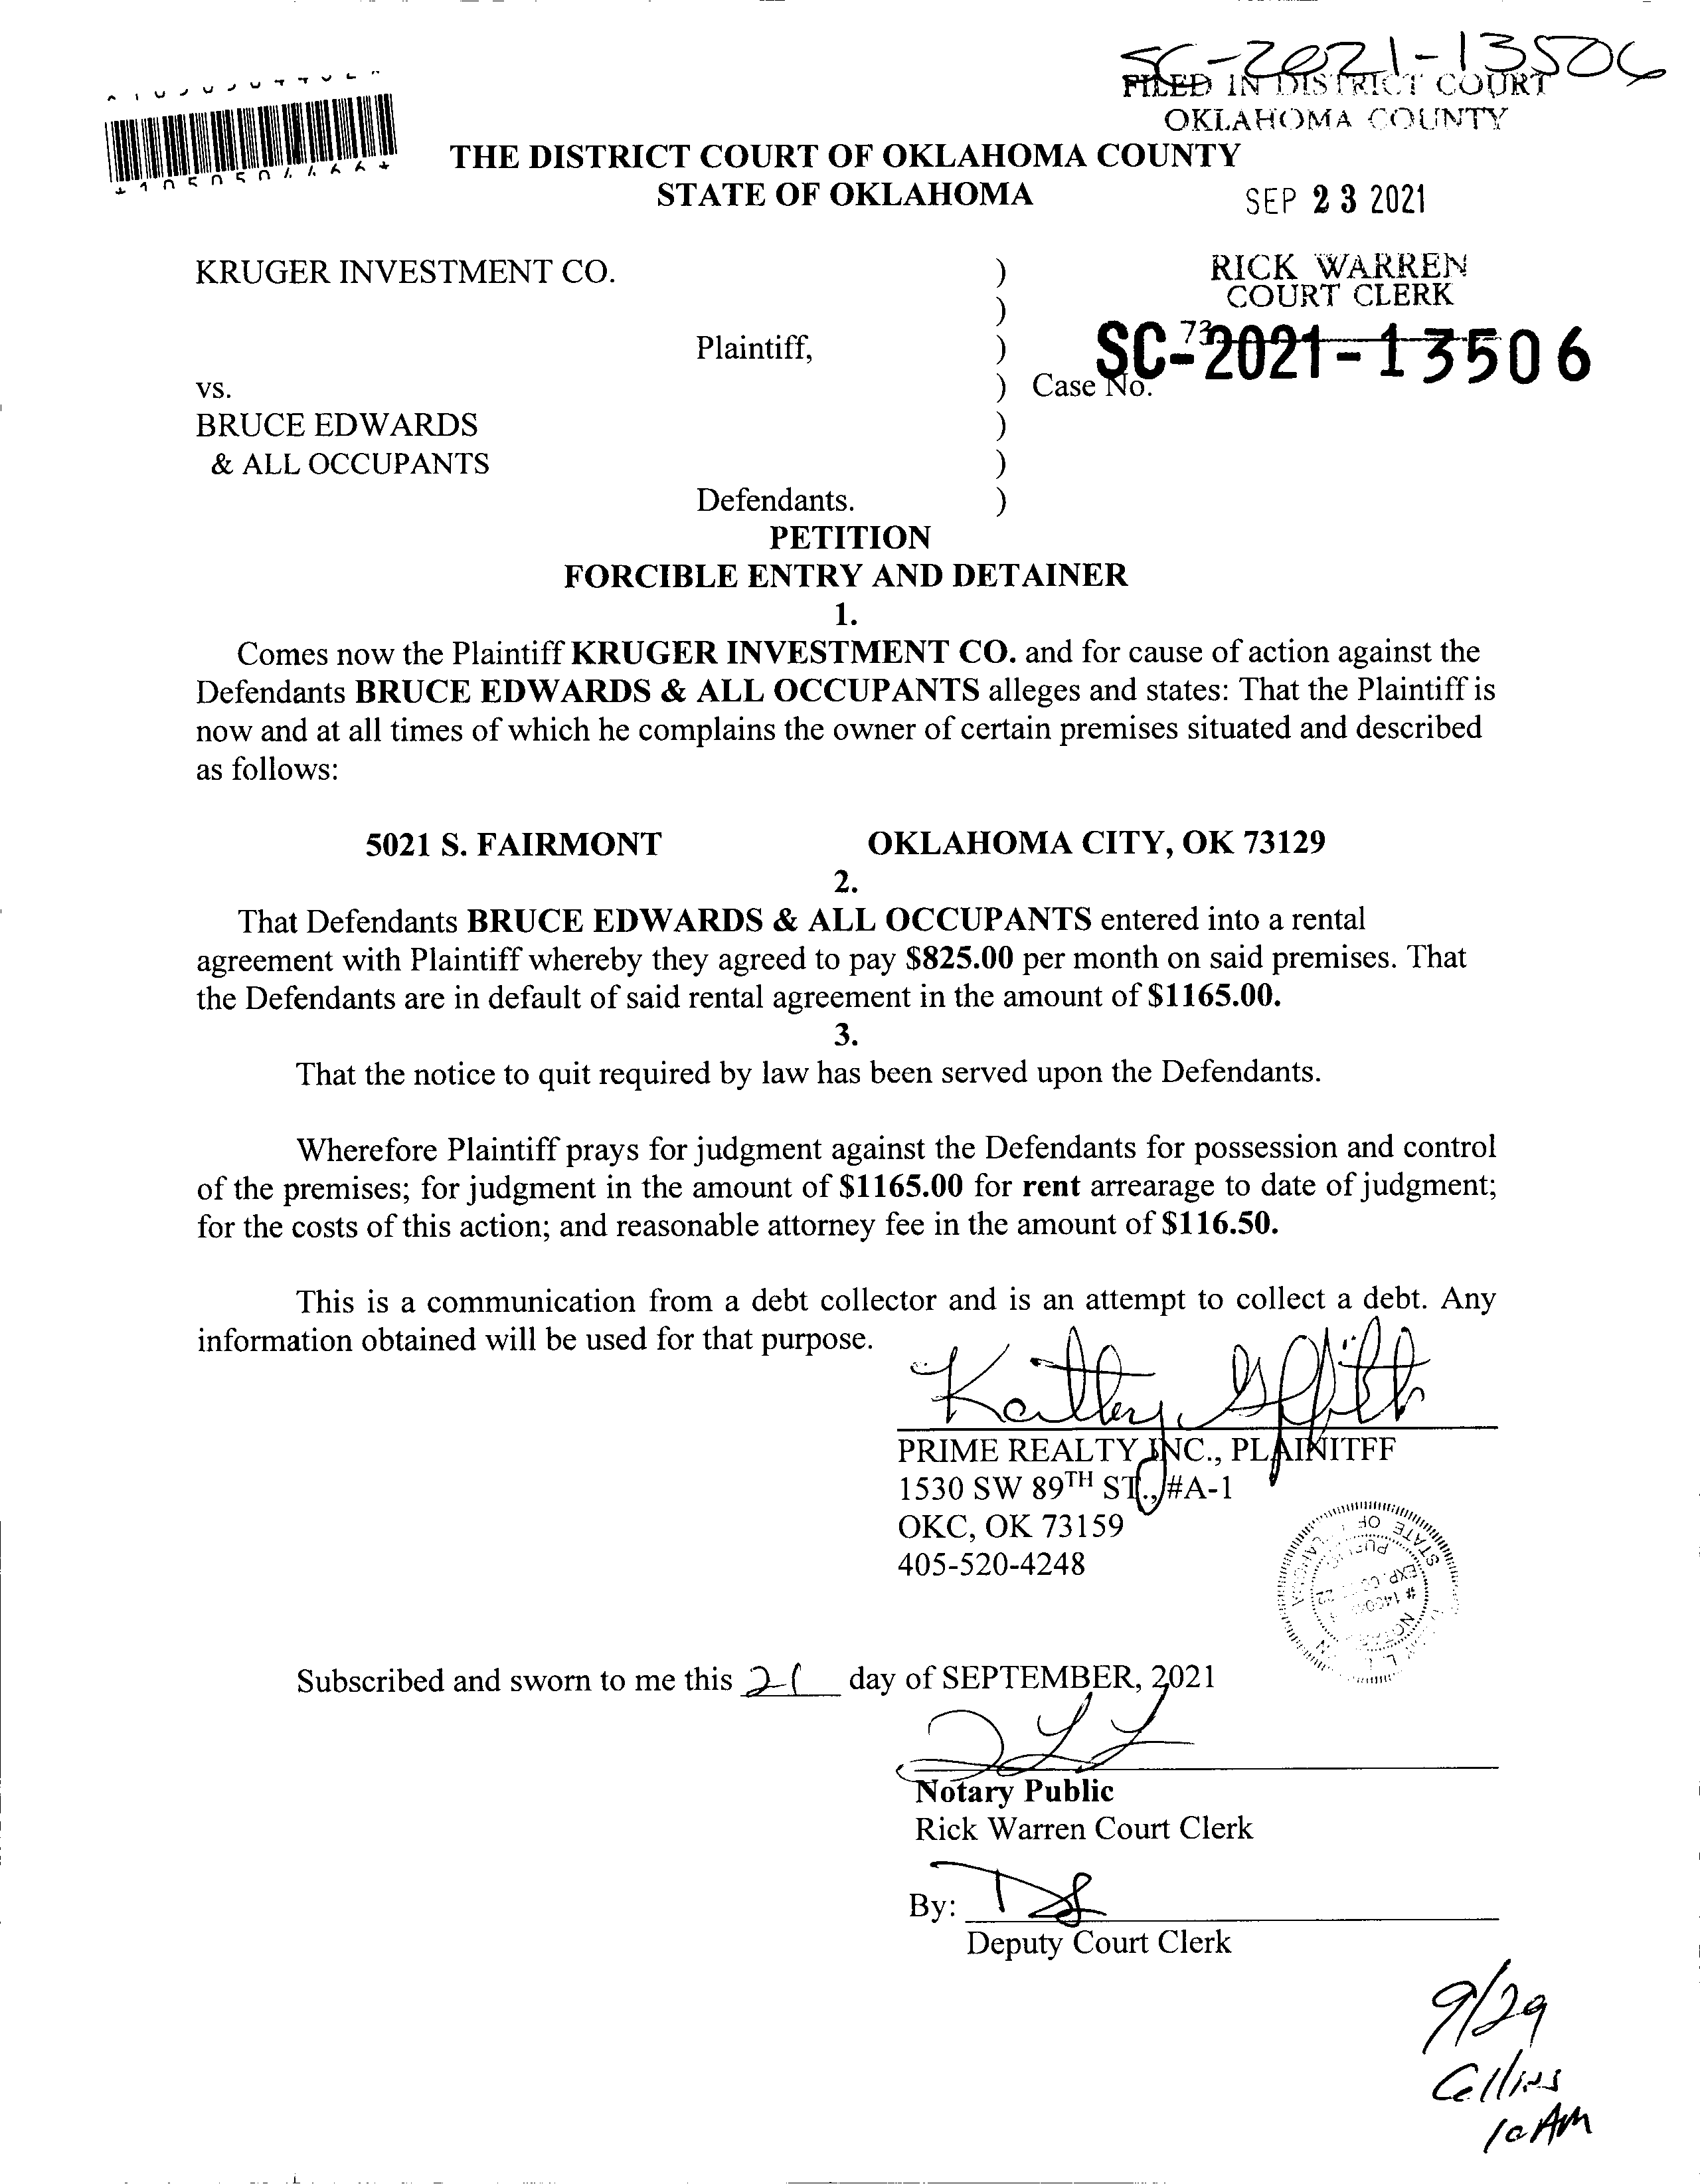 SC-2021-13506
FILED IN DISTRICT COURT
OKLAHOMA COUNTY
THE DISTRICT COURT OF OKLAHOMA COUNTY
STATE OF OKLAHOMA
SEP 23 2021
KRUGER INVESTMENT CO. )
RICK WARREN
COURT CLERK
)
73
Plaintiff, )
SC-2021-13506
vs. ) Case No.
BRUCE EDWARDS )
& ALL OCCUPANTS )
Defendants. )
PETITION
FORCIBLE ENTRY AND DETAINER
1.
Comes now the Plaintiff KRUGER INVESTMENT CO. and for cause of action against the
Defendants BRUCE EDWARDS & ALL OCCUPANTS alleges and states: That the Plaintiff is
now and at all times of which he complains the owner of certain premises situated and described
as follows:
5021 S. FAIRMONT OKLAHOMA CITY, OK 73129
2.
That Defendants BRUCE EDWARDS & ALL OCCUPANTS entered into a rental
agreement with Plaintiff whereby they agreed to pay $825.00 per month on said premises. That
the Defendants are in default of said rental agreement in the amount of $1165.00.
3.
That the notice to quit required by law has been served upon the Defendants.
Wherefore Plaintiff prays for judgment against the Defendants for possession and control
of the premises; for judgment in the amount of $1165.00 for rent arrearage to date of judgment;
for the costs of this action; and reasonable attorney fee in the amount of $116.50.
This is a communication from a debt collector and is an attempt to collect a debt. Any
information obtained will be used for that purpose.
PRIME REALTY INC., PLAINITFF
1530 SW 89TH ST., #A-1
OKC, OK 73159
405-520-4248
STATE OF
EXP.
Subscribed and sworn to me this 21 day of SEPTEMBER, 2021
Notary Public
Rick Warren Court Clerk
By:
Deputy Court Clerk
9/29
Collins
10 AM